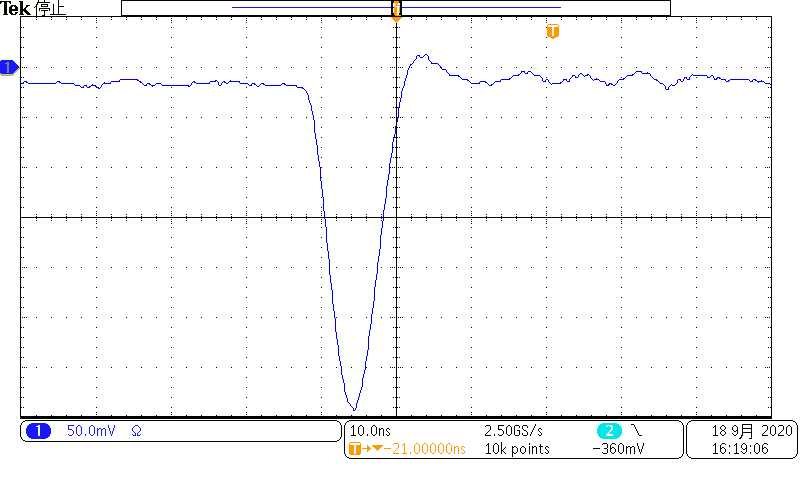 Tek 停止
T
1
1 50.0mV Ω
10.0ns 2.50GS/s 2
T→▼−21.00000ns 10k points −360mV
18 9月 2020
16:19:06